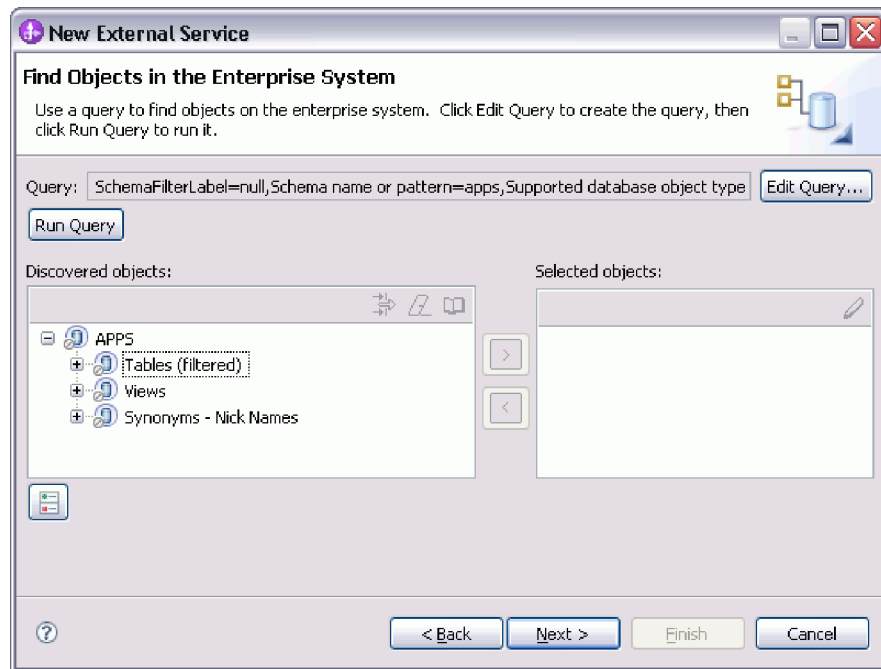 New External Service
Find Objects in the Enterprise System
Use a query to find objects on the enterprise system. Click Edit Query to create the query, then
click Run Query to run it.
Query: SchemaFilterLabel=null,Schema name or pattern=apps,Supported database object type Edit Query...
Run Query
Discovered objects: Selected objects:
APPS
Tables (filtered)
Views
Synonyms - Nick Names
> 
<
< Back Next > Finish Cancel